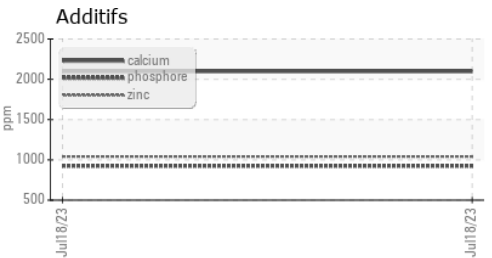 Additifs
2500
2000
1500
1000
500
ppm
calcium
phosphore
zinc
Jul18/23
Jul18/23